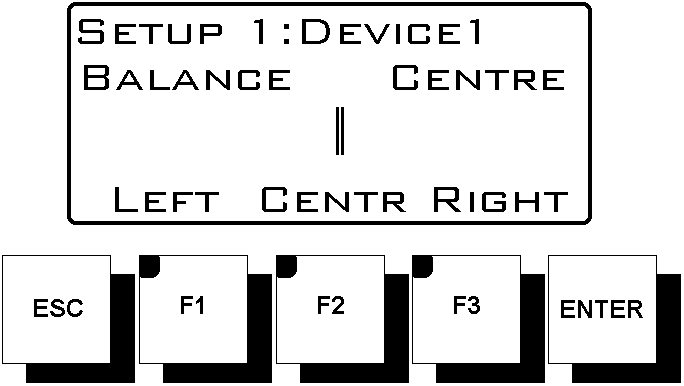 SETUP 1:DEVICE1
BALANCE CENTRE
LEFT CENTR RIGHT
ESC F1 F2 F3 ENTER